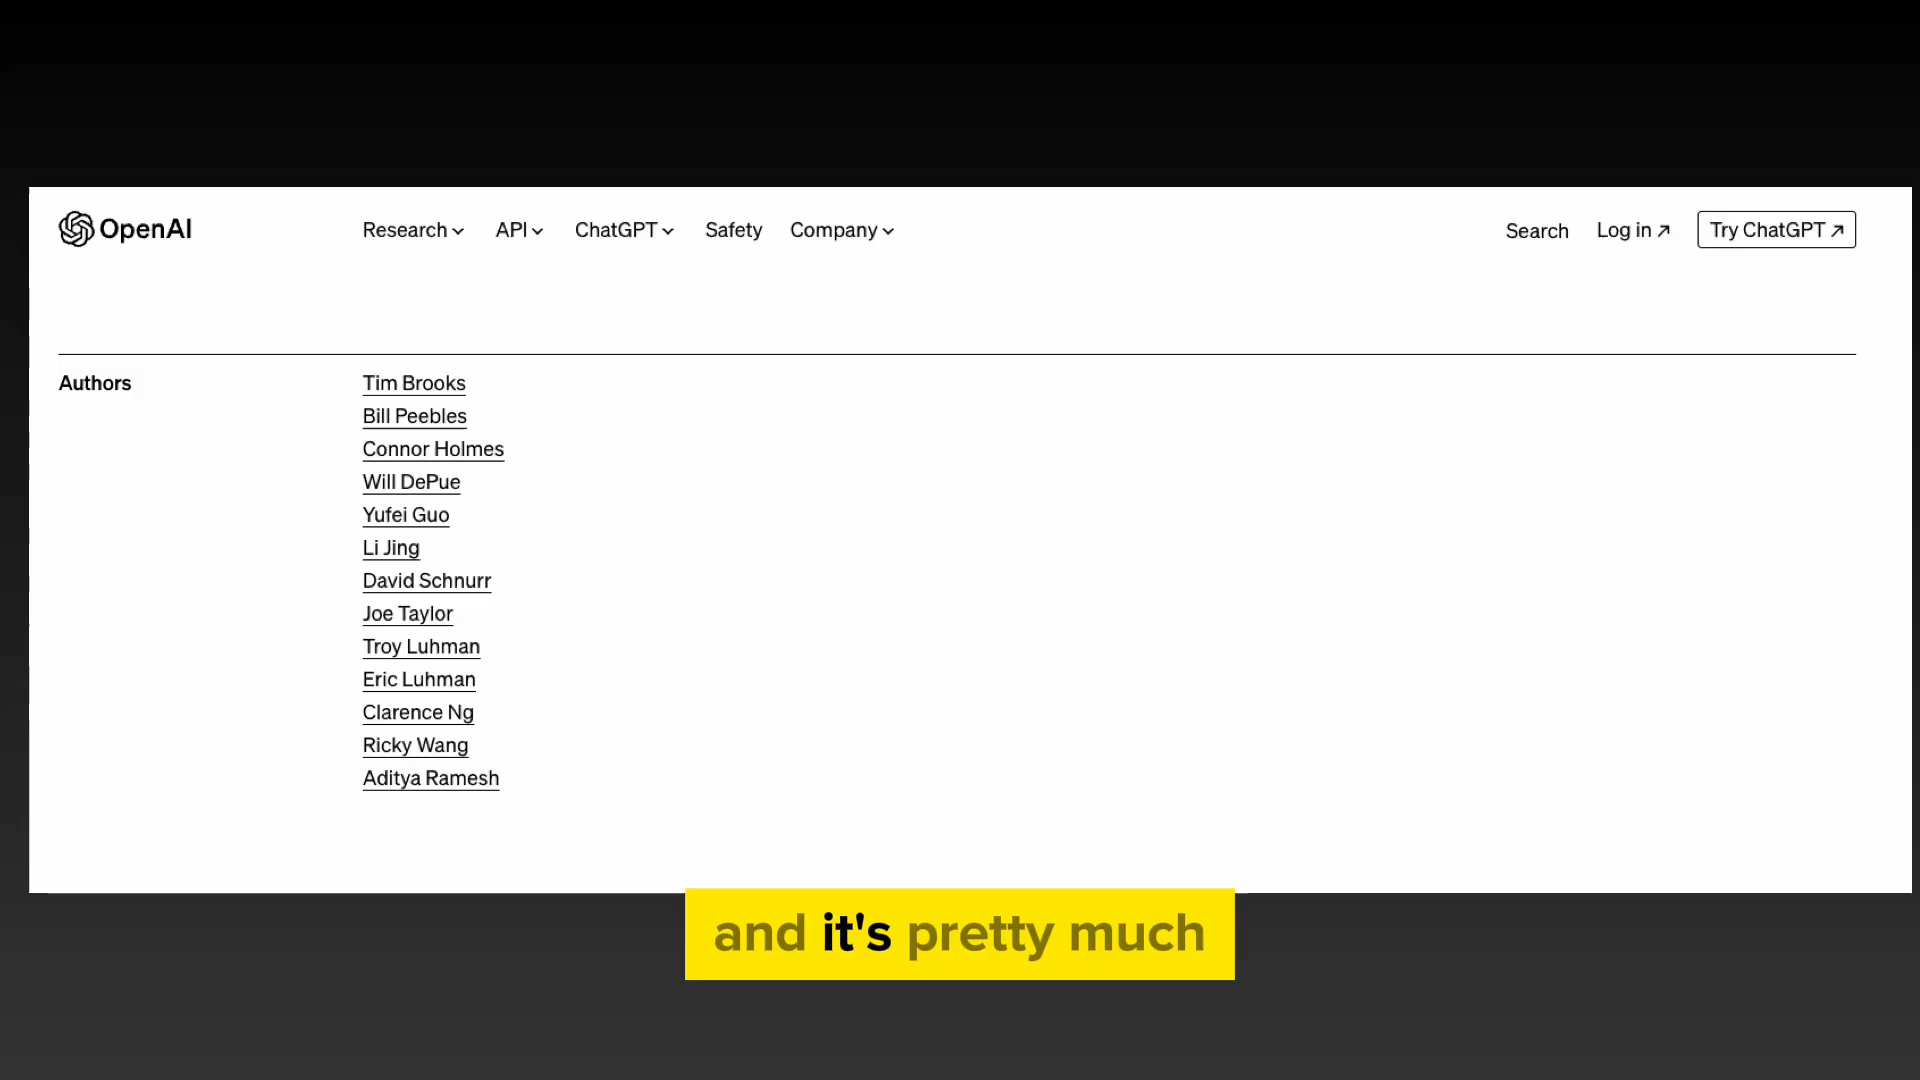 OpenAI
Research API ChatGPT Safety Company
Search Log in ↗ Try ChatGPT ↗
Authors
Tim Brooks
Bill Peebles
Connor Holmes
Will DePue
Yufei Guo
Li Jing
David Schnurr
Joe Taylor
Troy Luhman
Eric Luhman
Clarence Ng
Ricky Wang
Aditya Ramesh
and it's pretty much